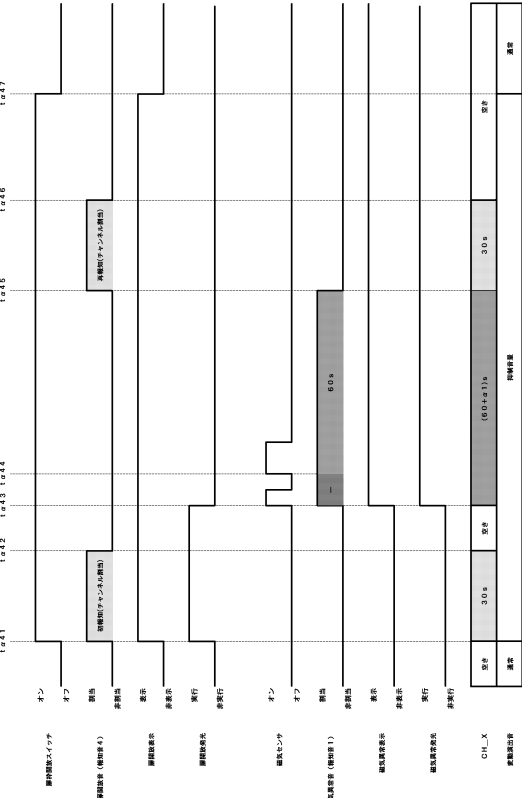 tα41
tα42
tα43
tα44
tα45
tα46
tα47
扉枠開放スイッチ
オン
オフ
扉開放音（報知音4）
割当
非割当
初報知(チャンネル割当)
再報知(チャンネル割当)
扉開放表示
表示
非表示
扉開放発光
実行
非実行
磁気センサ
オン
オフ
気異常音（報知音1）
割当
非割当
―
60s
磁気異常表示
表示
非表示
磁気異常発光
実行
非実行
CH_X
空き
30s
空き
(60+α1)s
30s
空き
変動演出音
通常
抑制音量
通常